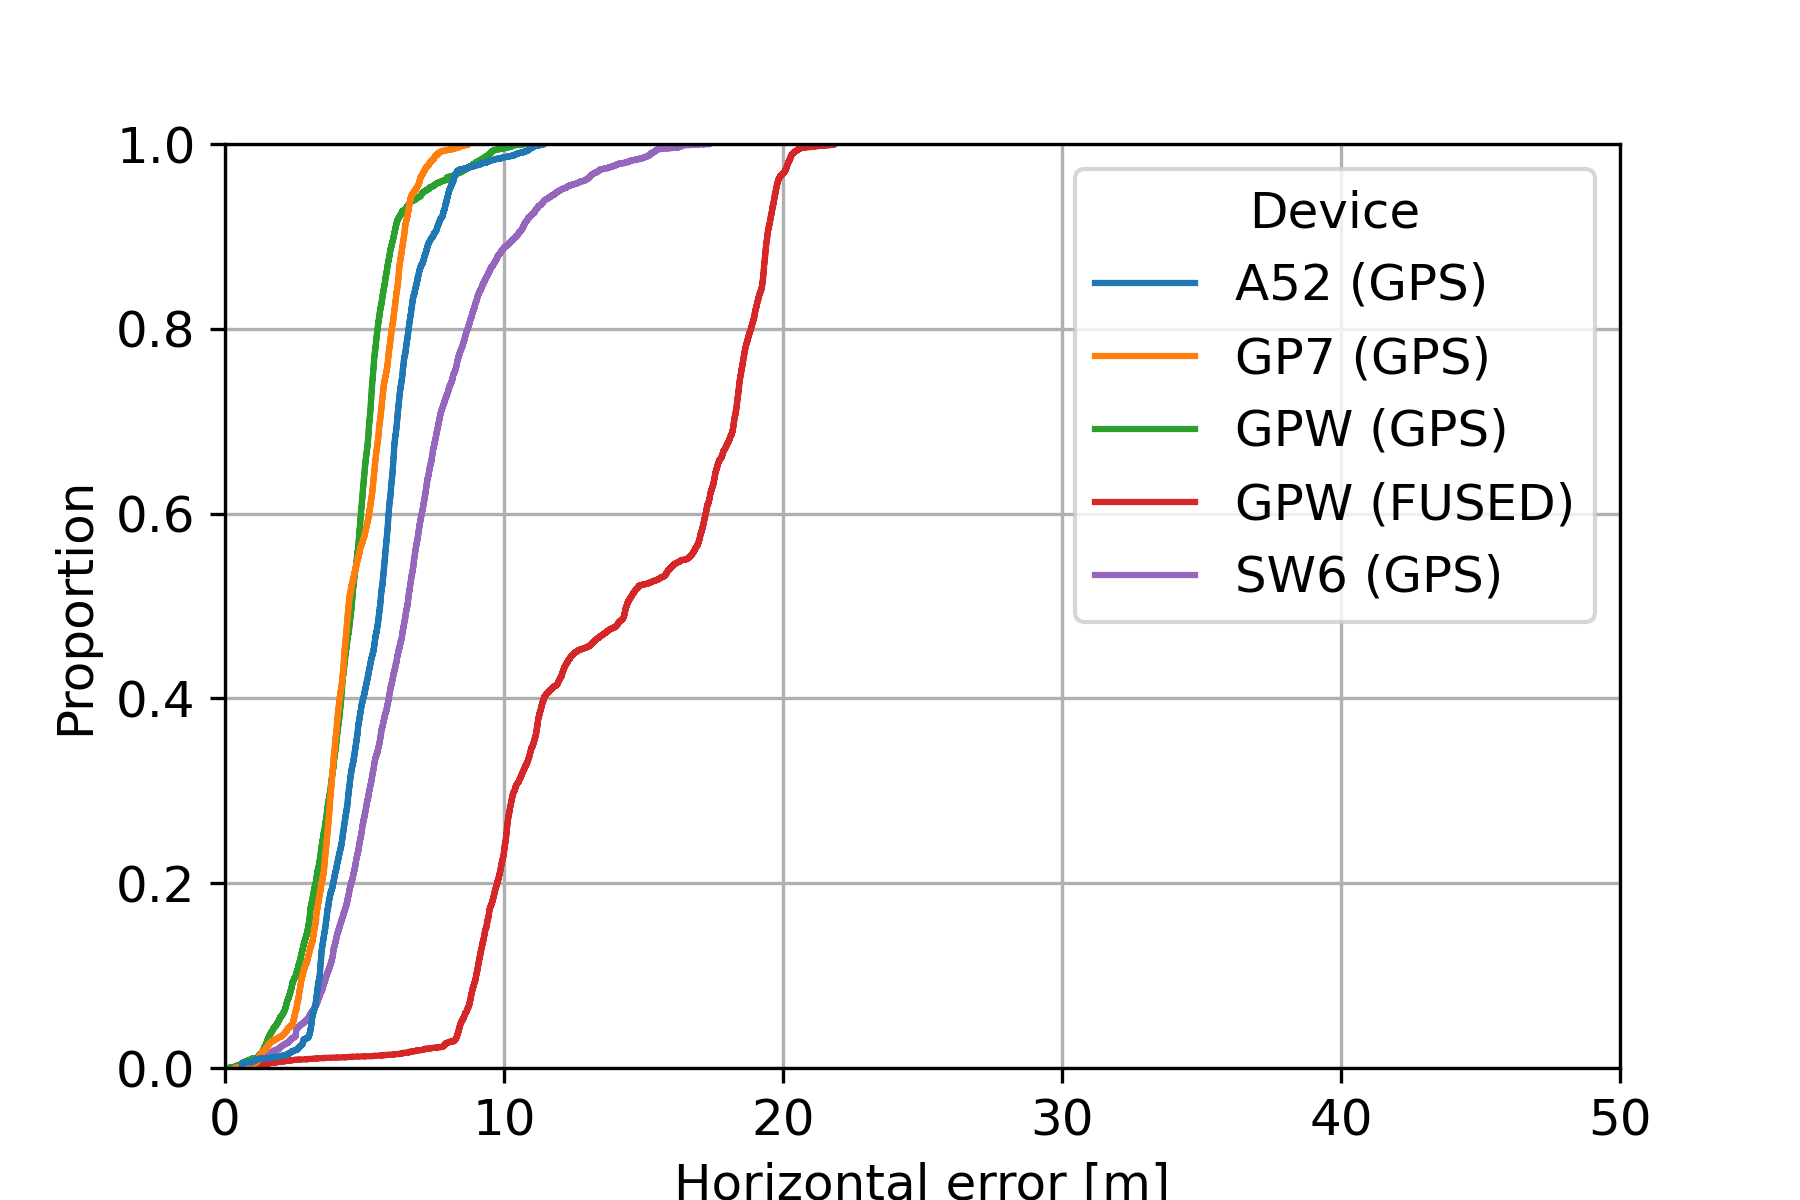 1.0
0.8
0.6
0.4
0.2
0.0
Proportion
0
10
20
30
40
50
Horizontal error [m]
Device
A52 (GPS)
GP7 (GPS)
GPW (GPS)
GPW (FUSED)
SW6 (GPS)